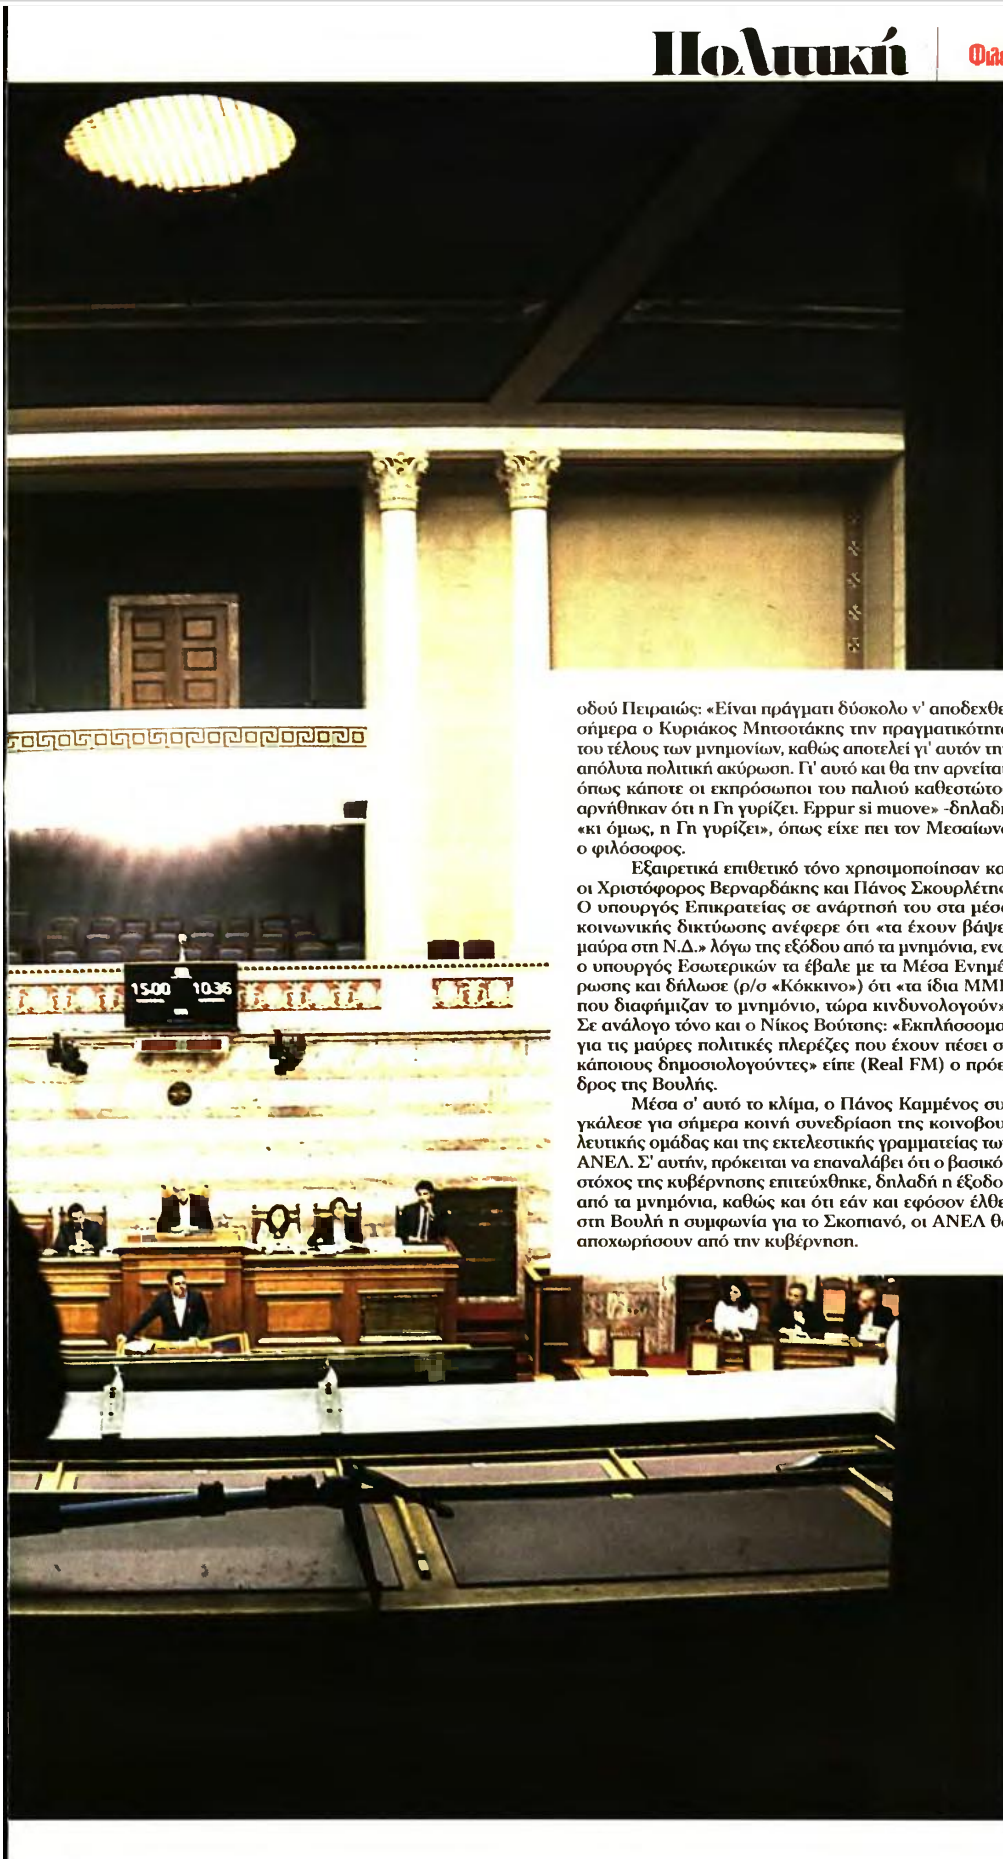 Πολιτική
οδού Πειραιώς: «Είναι πράγματι δύσκολο ν' αποδεχθε
σήμερα ο Κυριάκος Μητσοτάκης την πραγματικότητ
του τέλους των μνημονίων, καθώς αποτελεί γι' αυτόν τη
απόλυτα πολιτική ακύρωση. Γι' αυτό και θα την αρνείται
όπως κάποτε οι εκπρόσωποι του παλιού καθεστώτο
αρνήθηκαν ότι η Γη γυρίζει. Eppur si muove» -δηλαδή
«κι όμως, η Γη γυρίζει», όπως είχε πει τον Μεσαίων
ο φιλόσοφος.
Εξαιρετικά επιθετικό τόνο χρησιμοποίησαν κα
οι Χριστόφορος Βερναρδάκης και Πάνος Σκουρλέτης
Ο υπουργός Επικρατείας σε ανάρτησή του στα μέσα
κοινωνικής δικτύωσης ανέφερε ότι «τα έχουν βάψε
μαύρα στη Ν.Δ.» λόγω της εξόδου από τα μνημόνια, ενώ
ο υπουργός Εσωτερικών τα έβαλε με τα Μέσα Ενημέ
ρωσης και δήλωσε (ρ/σ «Κόκκινο») ότι «τα ίδια ΜΜΕ
που διαφήμιζαν το μνημόνιο, τώρα κινδυνολογούν»
Σε ανάλογο τόνο και ο Νίκος Βούτσης: «Εκπλήσσομα
για τις μαύρες πολιτικές πλερέζες που έχουν πέσει σ
κάποιους δημοσιολογούντες» είπε (Real FM) ο πρόε
δρος της Βουλής.
Μέσα σ' αυτό το κλίμα, ο Πάνος Καμμένος συ
γκάλεσε για σήμερα κοινή συνεδρίαση της κοινοβου
λευτικής ομάδας και της εκτελεστικής γραμματείας των
ΑΝΕΛ. Σ' αυτήν, πρόκειται να επαναλάβει ότι ο βασικό
στόχος της κυβέρνησης επιτεύχθηκε, δηλαδή η έξοδο
από τα μνημόνια, καθώς και ότι εάν και εφόσον έλθε
στη Βουλή η συμφωνία για το Σκοπιανό, οι ΑΝΕΛ θα
αποχωρήσουν από την κυβέρνηση.
15:00 10:36